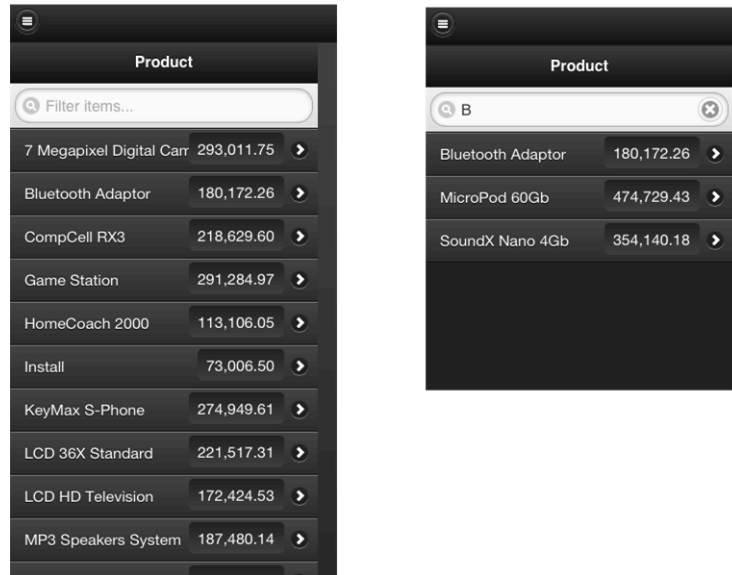 Product
Filter items...
7 Megapixel Digital Cam 293,011.75
Bluetooth Adaptor 180,172.26
CompCell RX3 218,629.60
Game Station 291,284.97
HomeCoach 2000 113,106.05
Install 73,006.50
KeyMax S-Phone 274,949.61
LCD 36X Standard 221,517.31
LCD HD Television 172,424.53
MP3 Speakers System 187,480.14
Product
B
Bluetooth Adaptor 180,172.26
MicroPod 60Gb 474,729.43
SoundX Nano 4Gb 354,140.18